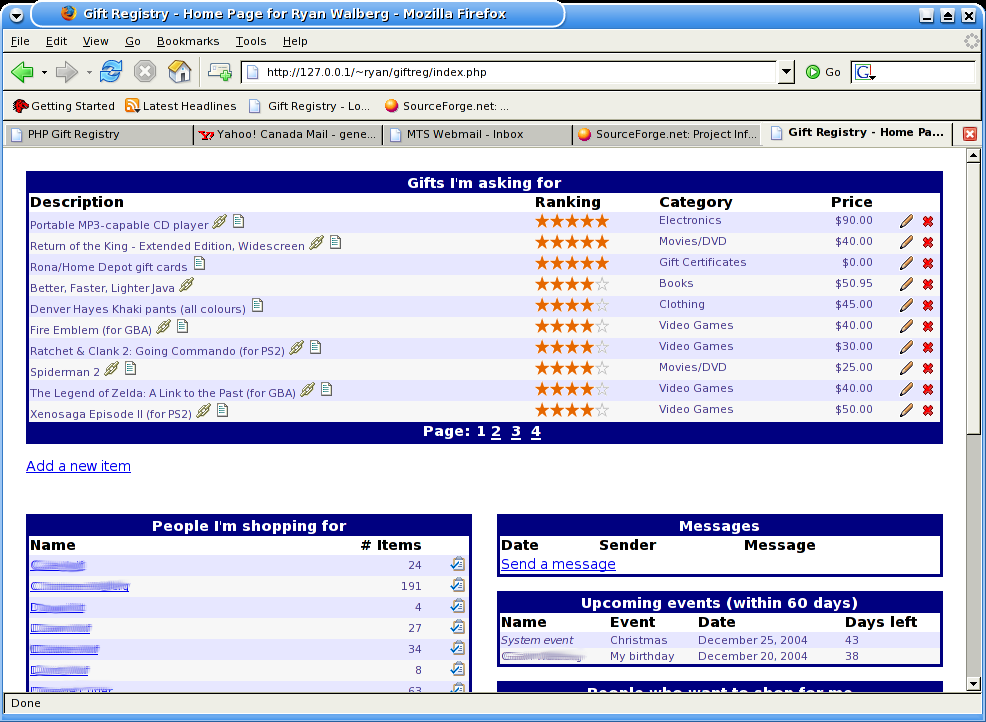 Gift Registry - Home Page for Ryan Walberg - Mozilla Firefox
File Edit View Go Bookmarks Tools Help
http://127.0.0.1/~ryan/giftreg/index.php Go G
Getting Started Latest Headlines Gift Registry - Lo... SourceForge.net: ...
PHP Gift Registry Yahoo! Canada Mail - gene... MTS Webmail - Inbox SourceForge.net: Project Inf... Gift Registry - Home Pa...
Gifts I'm asking for
Description Ranking Category Price
Portable MP3-capable CD player Electronics $90.00
Return of the King - Extended Edition, Widescreen Movies/DVD $40.00
Rona/Home Depot gift cards Gift Certificates $0.00
Better, Faster, Lighter Java Books $50.95
Denver Hayes Khaki pants (all colours) Clothing $45.00
Fire Emblem (for GBA) Video Games $40.00
Ratchet & Clank 2: Going Commando (for PS2) Video Games $30.00
Spiderman 2 Movies/DVD $25.00
The Legend of Zelda: A Link to the Past (for GBA) Video Games $40.00
Xenosaga Episode II (for PS2) Video Games $50.00
Page: 1 2 3 4
Add a new item
People I'm shopping for
Name # Items
24
191
4
27
34
8
63
Messages
Date Sender Message
Send a message
Upcoming events (within 60 days)
Name Event Date Days left
System event Christmas December 25, 2004 43
My birthday December 20, 2004 38
People who want to shop for me
Done